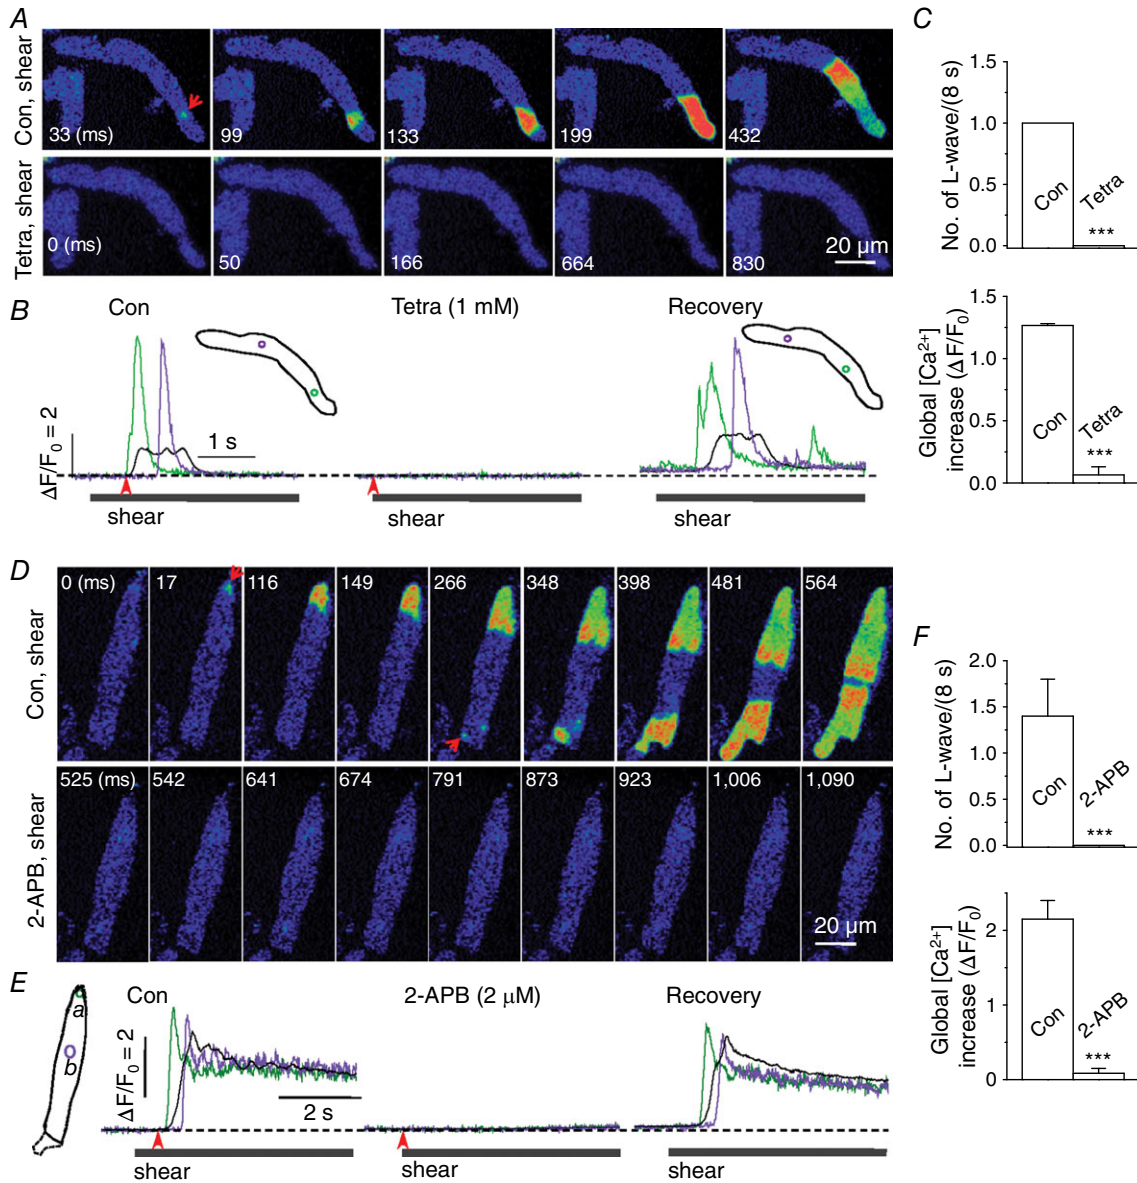 A
Con, shear
33 (ms)
99
133
199
432
Tetra, shear
0 (ms)
50
166
664
830
20 µm
B
Con
Tetra (1 mM)
Recovery
ΔF/F0 = 2
1 s
shear
shear
shear
C
No. of L-wave/(8 s)
1.5
1.0
0.5
0.0
Con
Tetra
***
Global [Ca2+]
increase (ΔF/F0)
1.5
1.0
0.5
0.0
Con
Tetra
***
D
Con, shear
0 (ms)
17
116
149
266
348
398
481
564
2-APB, shear
525 (ms)
542
641
674
791
873
923
1,006
1,090
20 µm
E
a
b
Con
2-APB (2 µM)
Recovery
ΔF/F0 = 2
2 s
shear
shear
shear
F
No. of L-wave/(8 s)
2.0
1.5
1.0
0.5
0.0
Con
2-APB
***
Global [Ca2+]
increase (ΔF/F0)
2
1
0
Con
2-APB
***